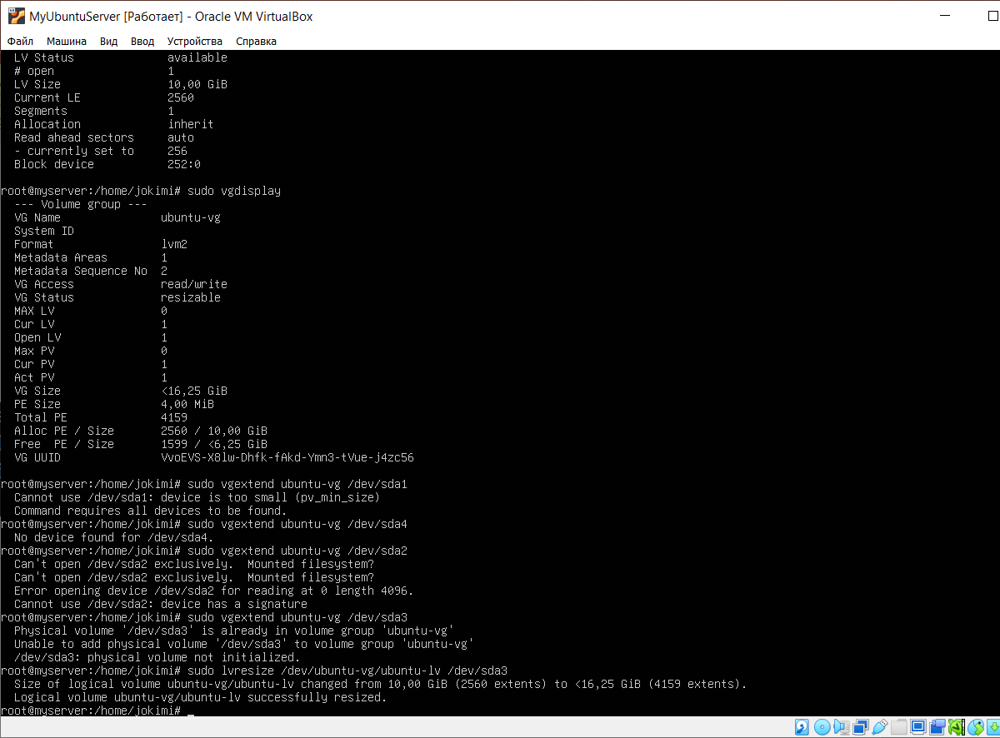 MyUbuntuServer [Работает] - Oracle VM VirtualBox
Файл Машина Вид Ввод Устройства Справка
LV Status available
# open 1
LV Size 10,00 GiB
Current LE 2560
Segments 1
Allocation inherit
Read ahead sectors auto
- currently set to 256
Block device 252:0
root@myserver:/home/jokimi# sudo vgdisplay
--- Volume group ---
VG Name ubuntu-vg
System ID
Format lvm2
Metadata Areas 1
Metadata Sequence No 2
VG Access read/write
VG Status resizable
MAX LV 0
Cur LV 1
Open LV 1
Max PV 0
Cur PV 1
Act PV 1
VG Size <16,25 GiB
PE Size 4,00 MiB
Total PE 4159
Alloc PE / Size 2560 / 10,00 GiB
Free PE / Size 1599 / <6,25 GiB
VG UUID VvoEVS-X8lw-Dhfk-fAkd-Ymn3-tVue-j4zc56
root@myserver:/home/jokimi# sudo vgextend ubuntu-vg /dev/sda1
Cannot use /dev/sda1: device is too small (pv_min_size)
Command requires all devices to be found.
root@myserver:/home/jokimi# sudo vgextend ubuntu-vg /dev/sda4
No device found for /dev/sda4.
root@myserver:/home/jokimi# sudo vgextend ubuntu-vg /dev/sda2
Can't open /dev/sda2 exclusively. Mounted filesystem?
Can't open /dev/sda2 exclusively. Mounted filesystem?
Error opening device /dev/sda2 for reading at 0 length 4096.
Cannot use /dev/sda2: device has a signature
root@myserver:/home/jokimi# sudo vgextend ubuntu-vg /dev/sda3
Physical volume '/dev/sda3' is already in volume group 'ubuntu-vg'
Unable to add physical volume '/dev/sda3' to volume group 'ubuntu-vg'
/dev/sda3: physical volume not initialized.
root@myserver:/home/jokimi# sudo lvresize /dev/ubuntu-vg/ubuntu-lv /dev/sda3
Size of logical volume ubuntu-vg/ubuntu-lv changed from 10,00 GiB (2560 extents) to <16,25 GiB (4159 extents).
Logical volume ubuntu-vg/ubuntu-lv successfully resized.
root@myserver:/home/jokimi# _